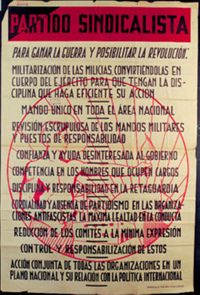 PARTIDO SINDICALISTA
"PARA GANAR LA GUERRA Y POSIBILITAR LA REVOLUCION".
MILITARIZACION DE LAS MILICIAS CONVIRTIENDOLAS EN
CUERPO DEL EJERCITO PARA QUE TENGAN LA DIS-
CIPLINA QUE HAGA EFICIENTE SU ACCION
MANDO UNICO EN TODA EL AREA NACIONAL
REVISION ESCRUPULOSA DE LOS MANDOS MILITARES
Y PUESTOS DE RESPONSABILIDAD
CONFIANZA Y AYUDA DESINTERESADA AL GOBIERNO
COMPETENCIA EN LOS HOMBRES QUE OCUPEN CARGOS
DISCIPLINA Y RESPONSABILIDAD EN LA RETAGUARDIA
CORDIALIDAD Y AUSENCIA DE PARTIDISMO EN LAS ORGANIZA-
CIONES ANTIFASCISTAS. LA MAXIMA LEALTAD EN LA CONDUCTA
REDUCCION DE LOS COMITES A LA MINIMA EXPRESION
CONTROL Y RESPONSABILIZACION DE ESTOS
ACCION CONJUNTA DE TODAS LAS ORGANIZACIONES EN UN
PLANO NACIONAL Y SU RELACION CON LA POLITICA INTERNACIONAL